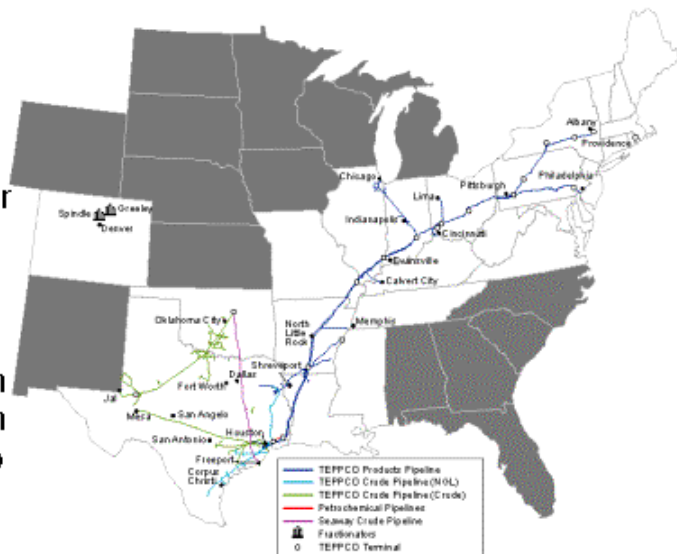 Albany
Providence
Chicago
Lima
Pittsburgh
Philadelphia
Indianapolis
Cincinnati
Spindle
Greeley
Denver
Evansville
Calvert City
Oklahoma City
North
Little
Rock
Memphis
Shreveport
Dallas
Fort Worth
Jal
Mesa
San Angelo
San Antonio
Houston
Freeport
Corpus
Christi
TEPPCO Products Pipeline
TEPPCO Crude Pipeline (NGL)
TEPPCO Crude Pipeline (Crude)
Petrochemical Pipelines
Seaway Crude Pipeline
Fractionators
TEPPCO Terminal